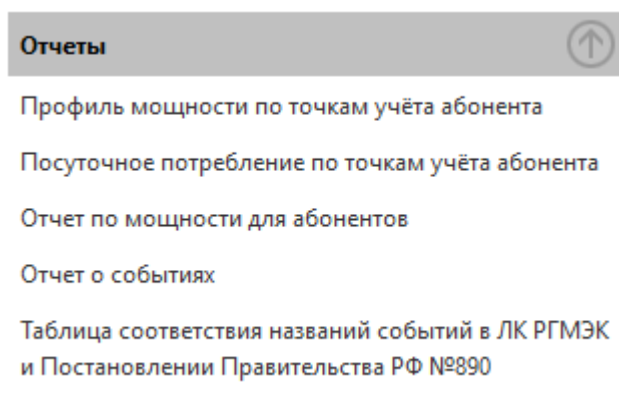 Отчеты
Профиль мощности по точкам учёта абонента
Посуточное потребление по точкам учёта абонента
Отчет по мощности для абонентов
Отчет о событиях
Таблица соответствия названий событий в ЛК РГМЭК
и Постановлении Правительства РФ №890